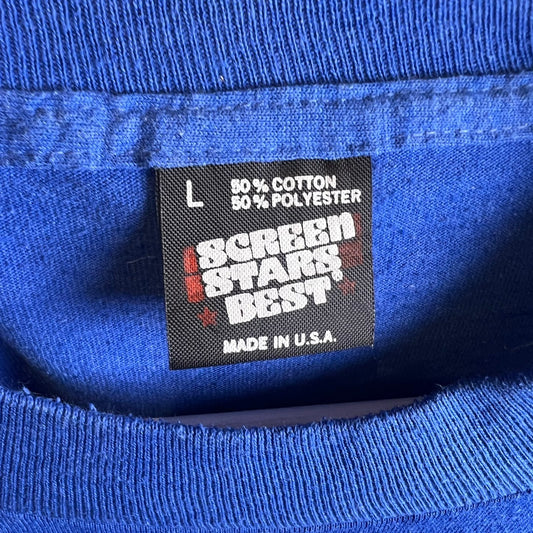 L
50% COTTON
50% POLYESTER
SCREEN
STARS
BEST®
MADE IN U.S.A.